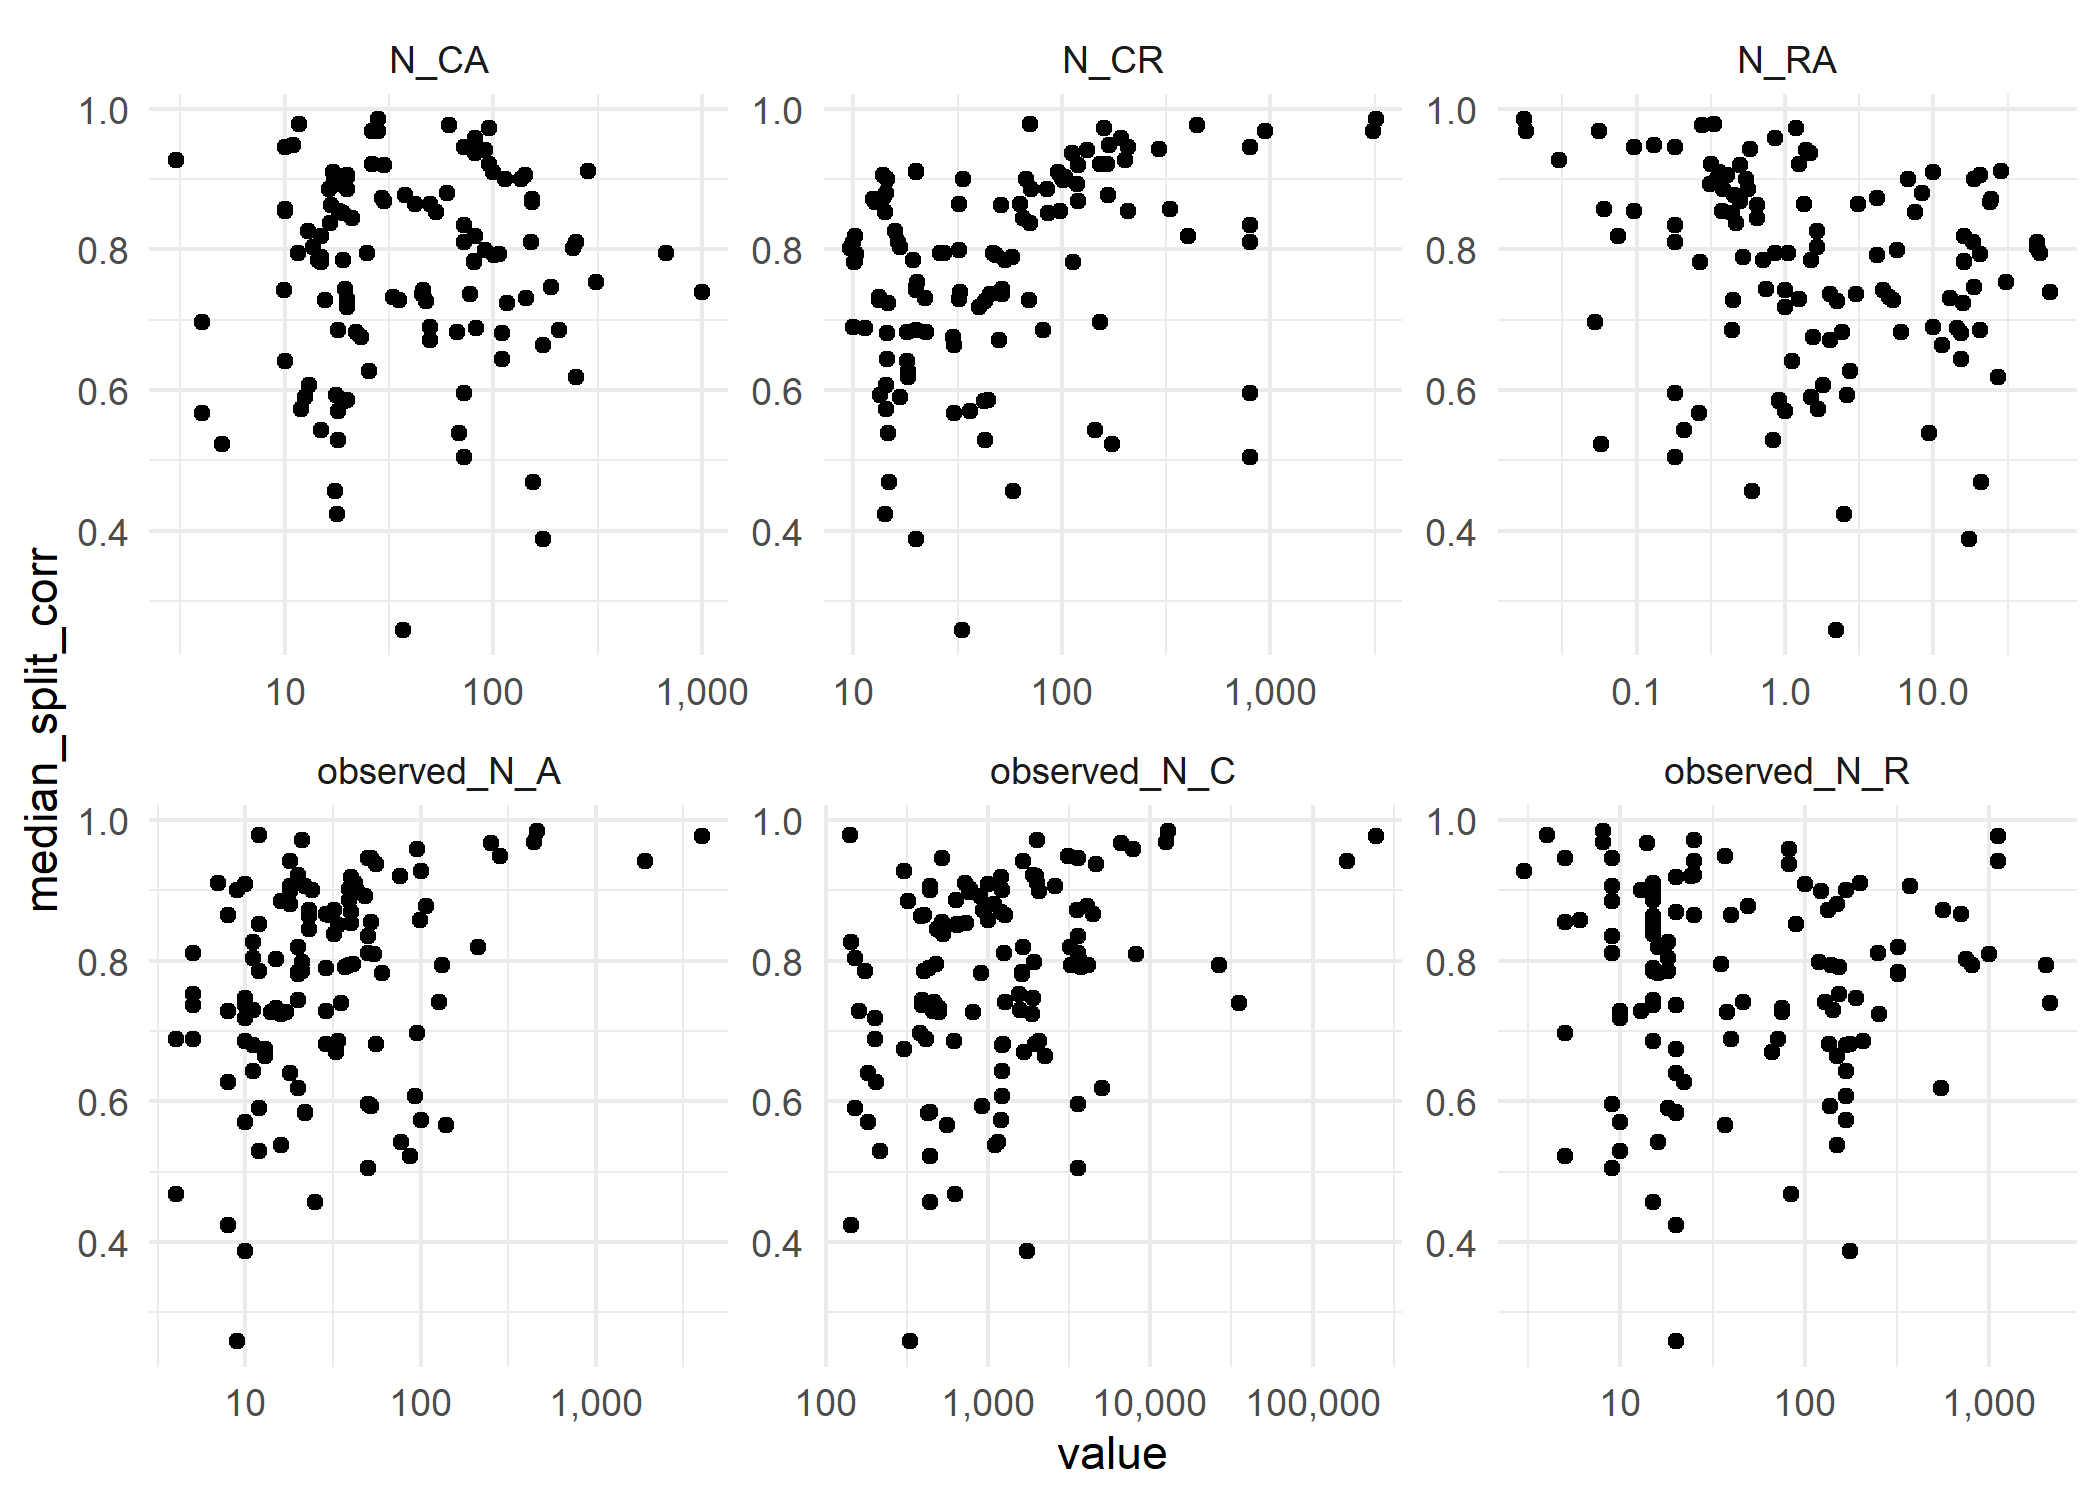 N_CA N_CR N_RA
1.0 1.0 1.0
0.8 0.8 0.8
0.6 0.6 0.6
0.4 0.4 0.4
10 100 1,000 10 100 1,000 0.1 1.0 10.0
median_split_corr
observed_N_A observed_N_C observed_N_R
1.0 1.0 1.0
0.8 0.8 0.8
0.6 0.6 0.6
0.4 0.4 0.4
10 100 1,000 100 1,000 10,000 100,000 10 100 1,000
value